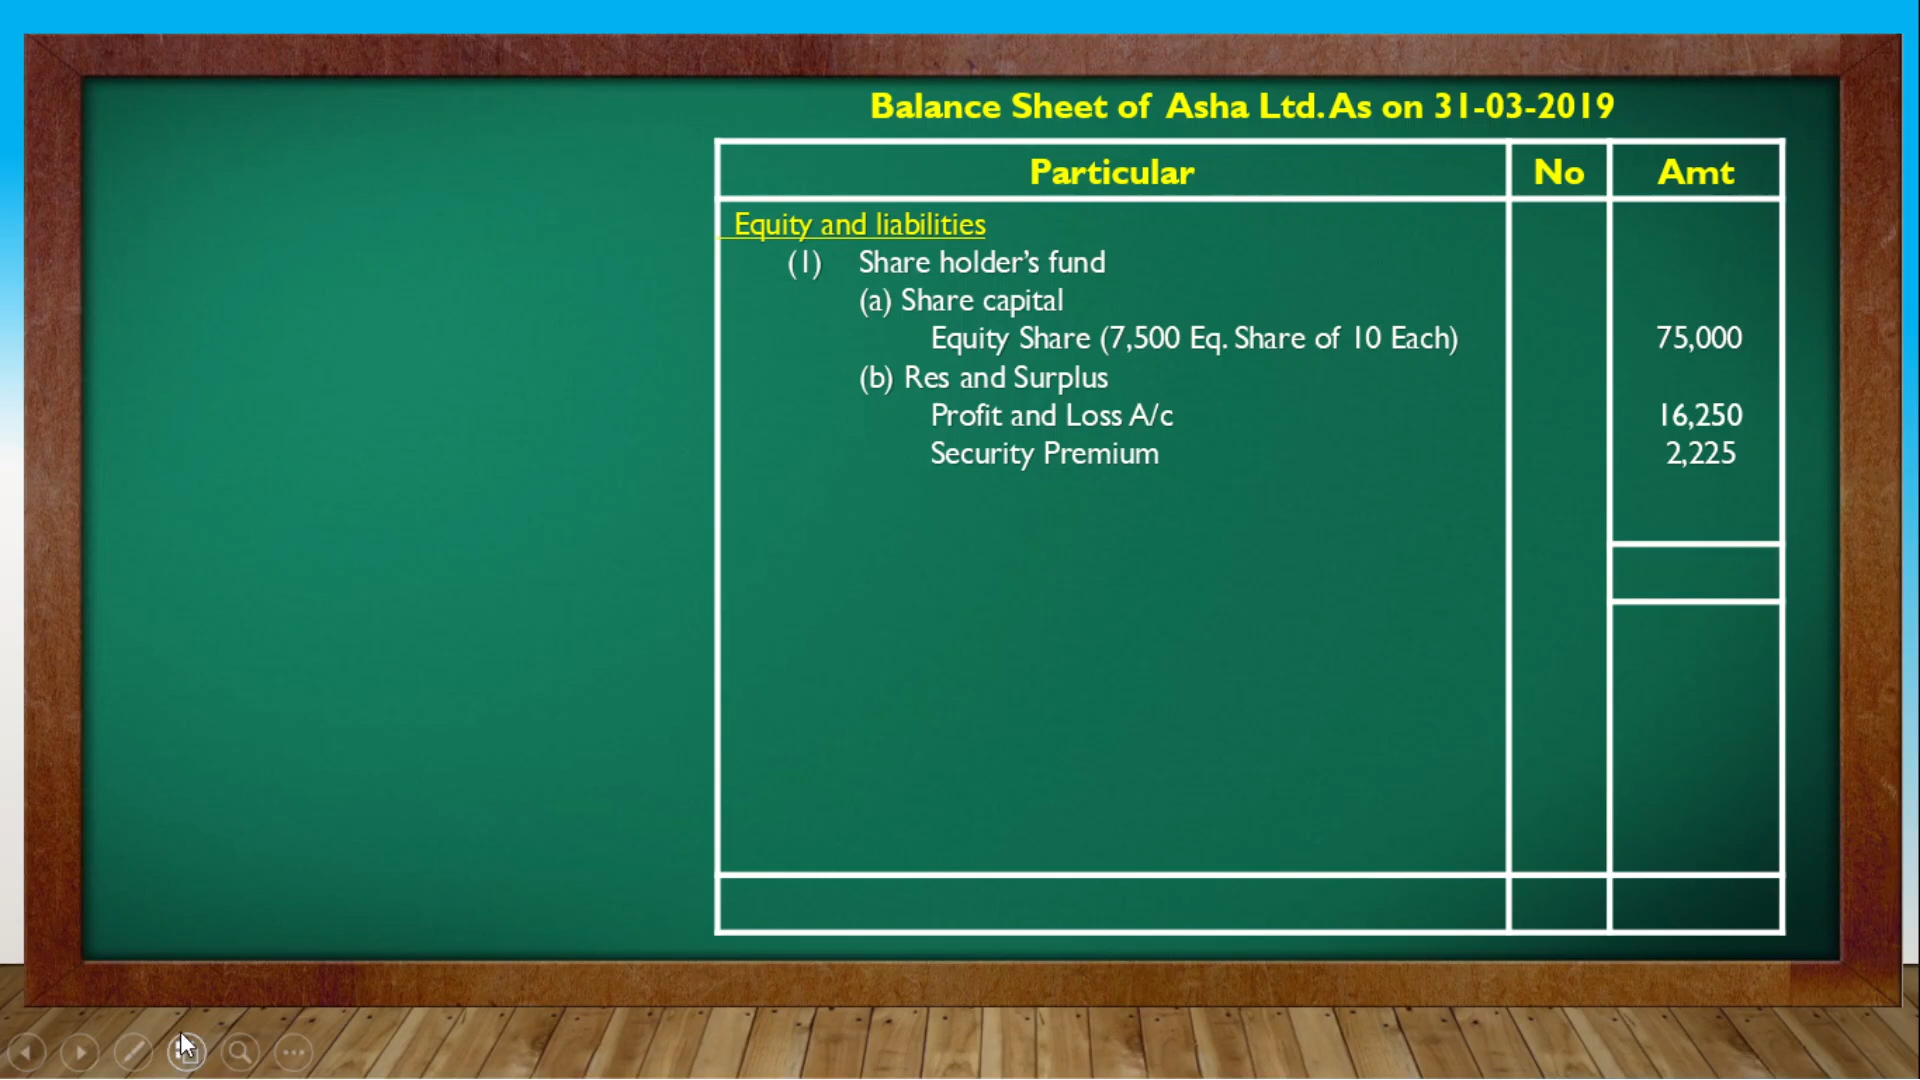 Balance Sheet of Asha Ltd. As on 31-03-2019
Particular No Amt
Equity and liabilities
(1) Share holder's fund
(a) Share capital
Equity Share (7,500 Eq. Share of 10 Each) 75,000
(b) Res and Surplus
Profit and Loss A/c 16,250
Security Premium 2,225